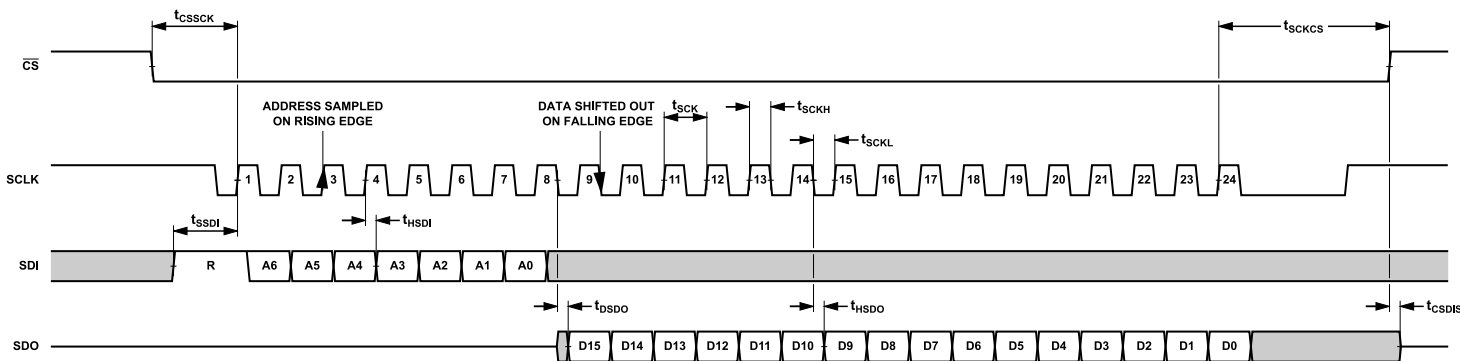 tCSSCK
tSCKCS
CS
ADDRESS SAMPLED
ON RISING EDGE
DATA SHIFTED OUT
ON FALLING EDGE
tSCK
tSCKH
tSCKL
SCLK
1 2 3 4 5 6 7 8 9 10 11 12 13 14 15 16 17 18 19 20 21 22 23 24
tSSDI
tHSDI
SDI
R A6 A5 A4 A3 A2 A1 A0
tDSDO
tHSDO
tCSDIS
SDO
D15 D14 D13 D12 D11 D10 D9 D8 D7 D6 D5 D4 D3 D2 D1 D0